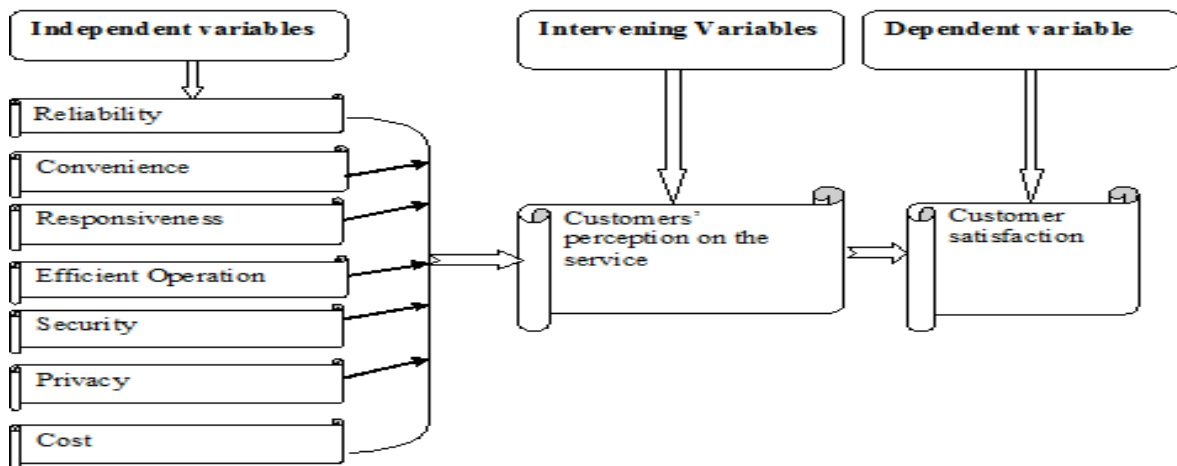 Independent variables
Intervening Variables
Dependent variable
Reliability
Convenience
Responsiveness
Efficient Operation
Security
Privacy
Cost
Customers'
perception on the
service
Customer
satisfaction